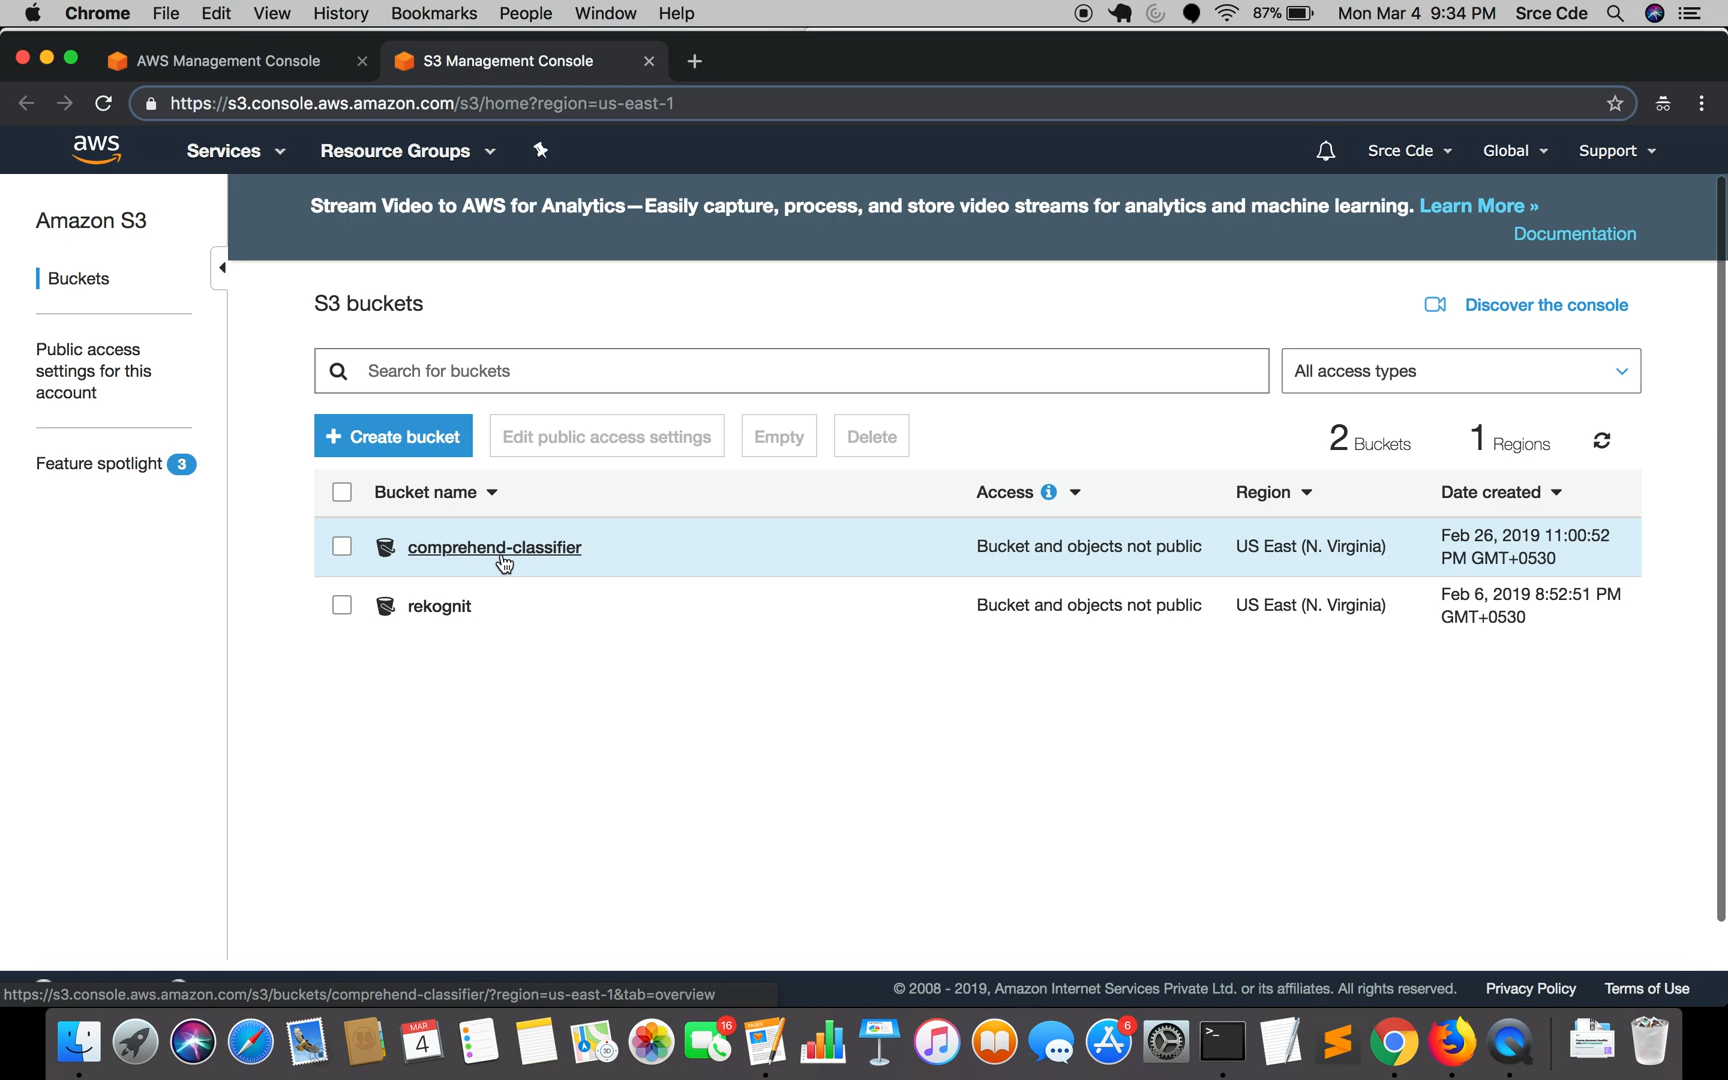 Chrome File Edit View History Bookmarks People Window Help 87% Mon Mar 4 9:34 PM Srce Cde
AWS Management Console S3 Management Console
https://s3.console.aws.amazon.com/s3/home?region=us-east-1
aws Services Resource Groups Srce Cde Global Support
Stream Video to AWS for Analytics—Easily capture, process, and store video streams for analytics and machine learning. Learn More »
Documentation
Amazon S3
Buckets
Public access
settings for this
account
Feature spotlight 3
S3 buckets
Discover the console
Search for buckets
All access types
+ Create bucket Edit public access settings Empty Delete
2 Buckets 1 Regions
Bucket name Access Region Date created
comprehend-classifier Bucket and objects not public US East (N. Virginia) Feb 26, 2019 11:00:52
PM GMT+0530
rekognit Bucket and objects not public US East (N. Virginia) Feb 6, 2019 8:52:51 PM
GMT+0530
https://s3.console.aws.amazon.com/s3/buckets/comprehend-classifier/?region=us-east-1&tab=overview
© 2008 - 2019, Amazon Internet Services Private Ltd. or its affiliates. All rights reserved. Privacy Policy Terms of Use
MAR
4
16
6